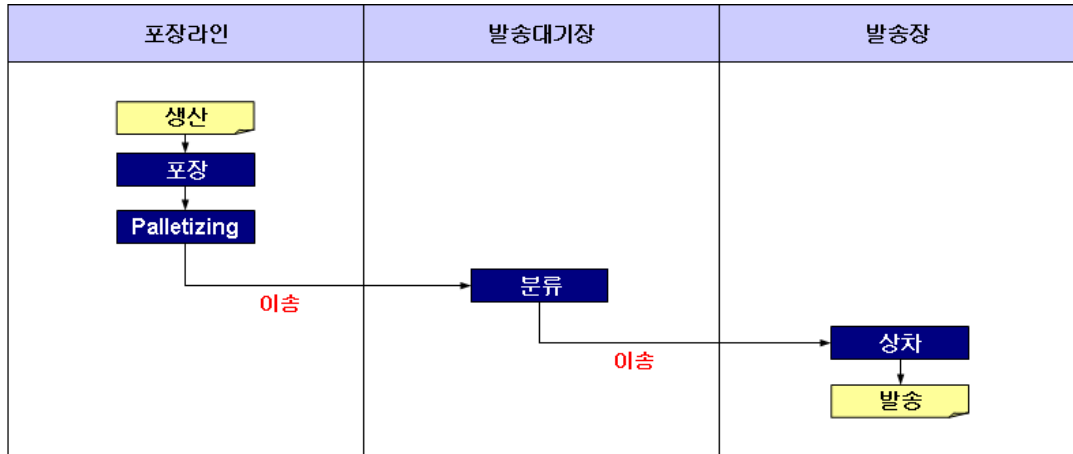 포장라인
발송대기장
발송장
생산
포장
Palletizing
이송
분류
이송
상차
발송